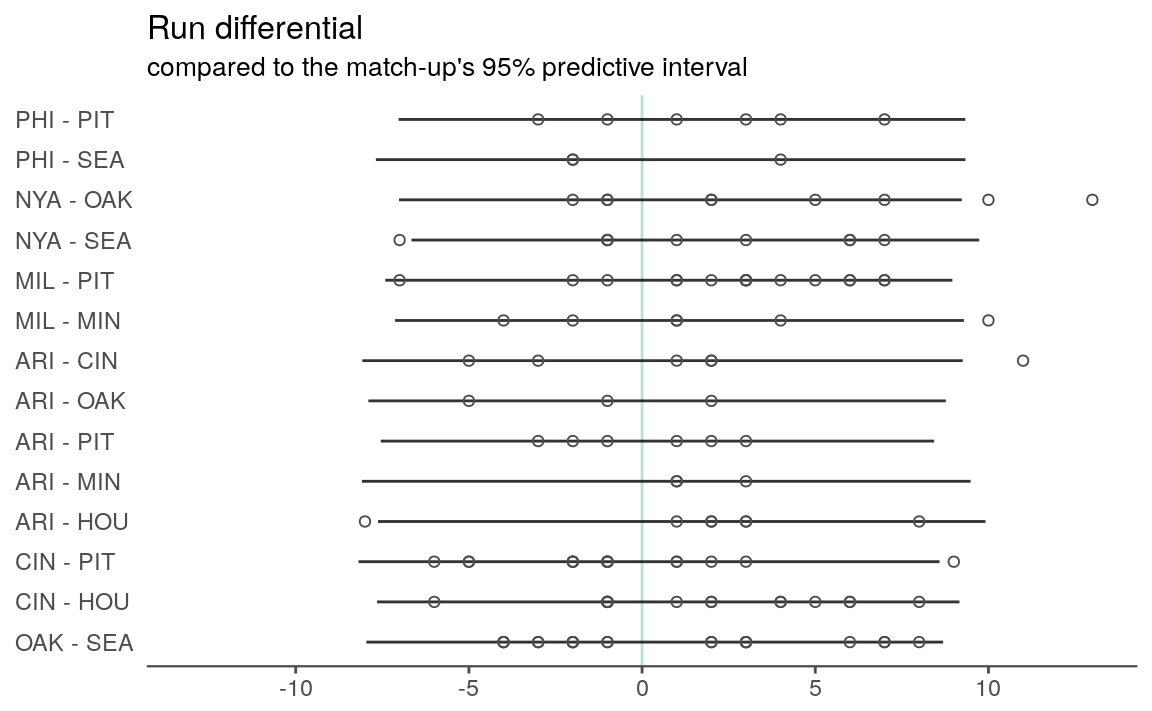 Run differential
compared to the match-up's 95% predictive interval
PHI - PIT
PHI - SEA
NYA - OAK
NYA - SEA
MIL - PIT
MIL - MIN
ARI - CIN
ARI - OAK
ARI - PIT
ARI - MIN
ARI - HOU
CIN - PIT
CIN - HOU
OAK - SEA
-10 -5 0 5 10